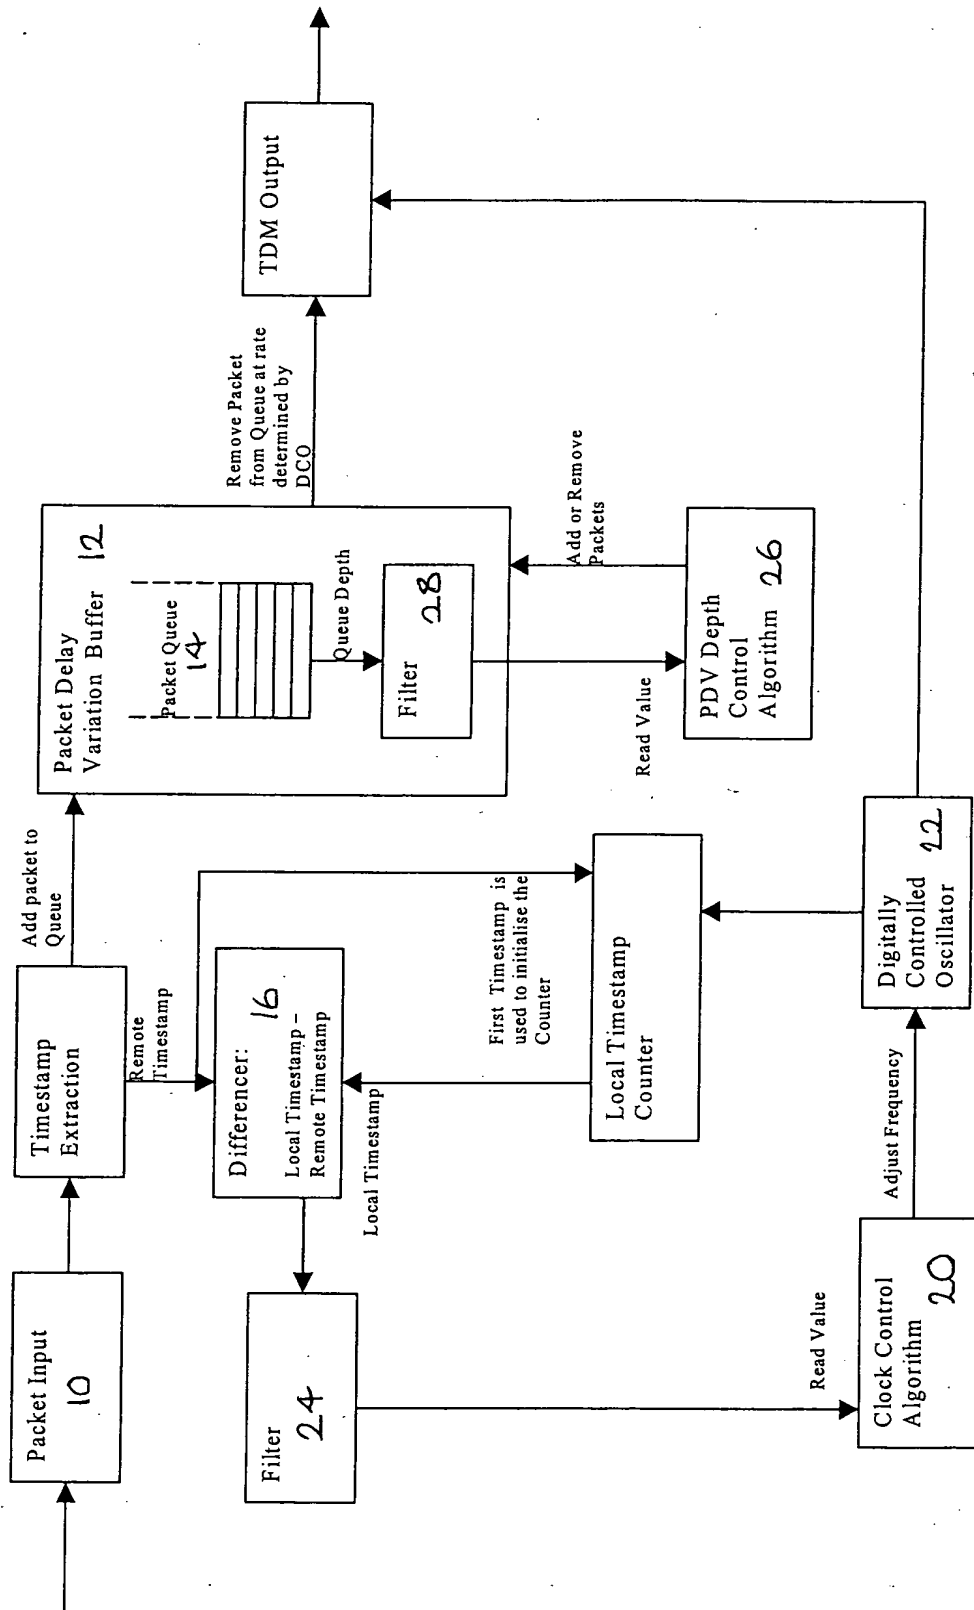 Packet Input
10
Timestamp
Extraction
Add packet to
Queue
Packet Delay
Variation Buffer 12
Packet Queue
14
Queue Depth
Filter
28
Remove Packet
from Queue at rate
determined by
DCO
TDM Output
Remote
Timestamp
Differencer: 16
Local Timestamp –
Remote Timestamp
Local Timestamp
First Timestamp is
used to initialise the
Counter
Local Timestamp
Counter
Read Value
Add or Remove
Packets
PDV Depth
Control
Algorithm 26
Filter
24
Read Value
Clock Control
Algorithm
20
Adjust Frequency
Digitally
Controlled
Oscillator 22